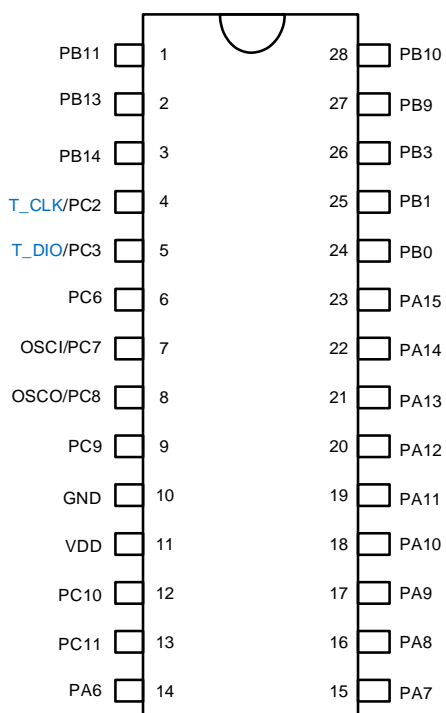 PB11 1 28 PB10
PB13 2 27 PB9
PB14 3 26 PB3
T_CLK/PC2 4 25 PB1
T_DIO/PC3 5 24 PB0
PC6 6 23 PA15
OSCI/PC7 7 22 PA14
OSCO/PC8 8 21 PA13
PC9 9 20 PA12
GND 10 19 PA11
VDD 11 18 PA10
PC10 12 17 PA9
PC11 13 16 PA8
PA6 14 15 PA7